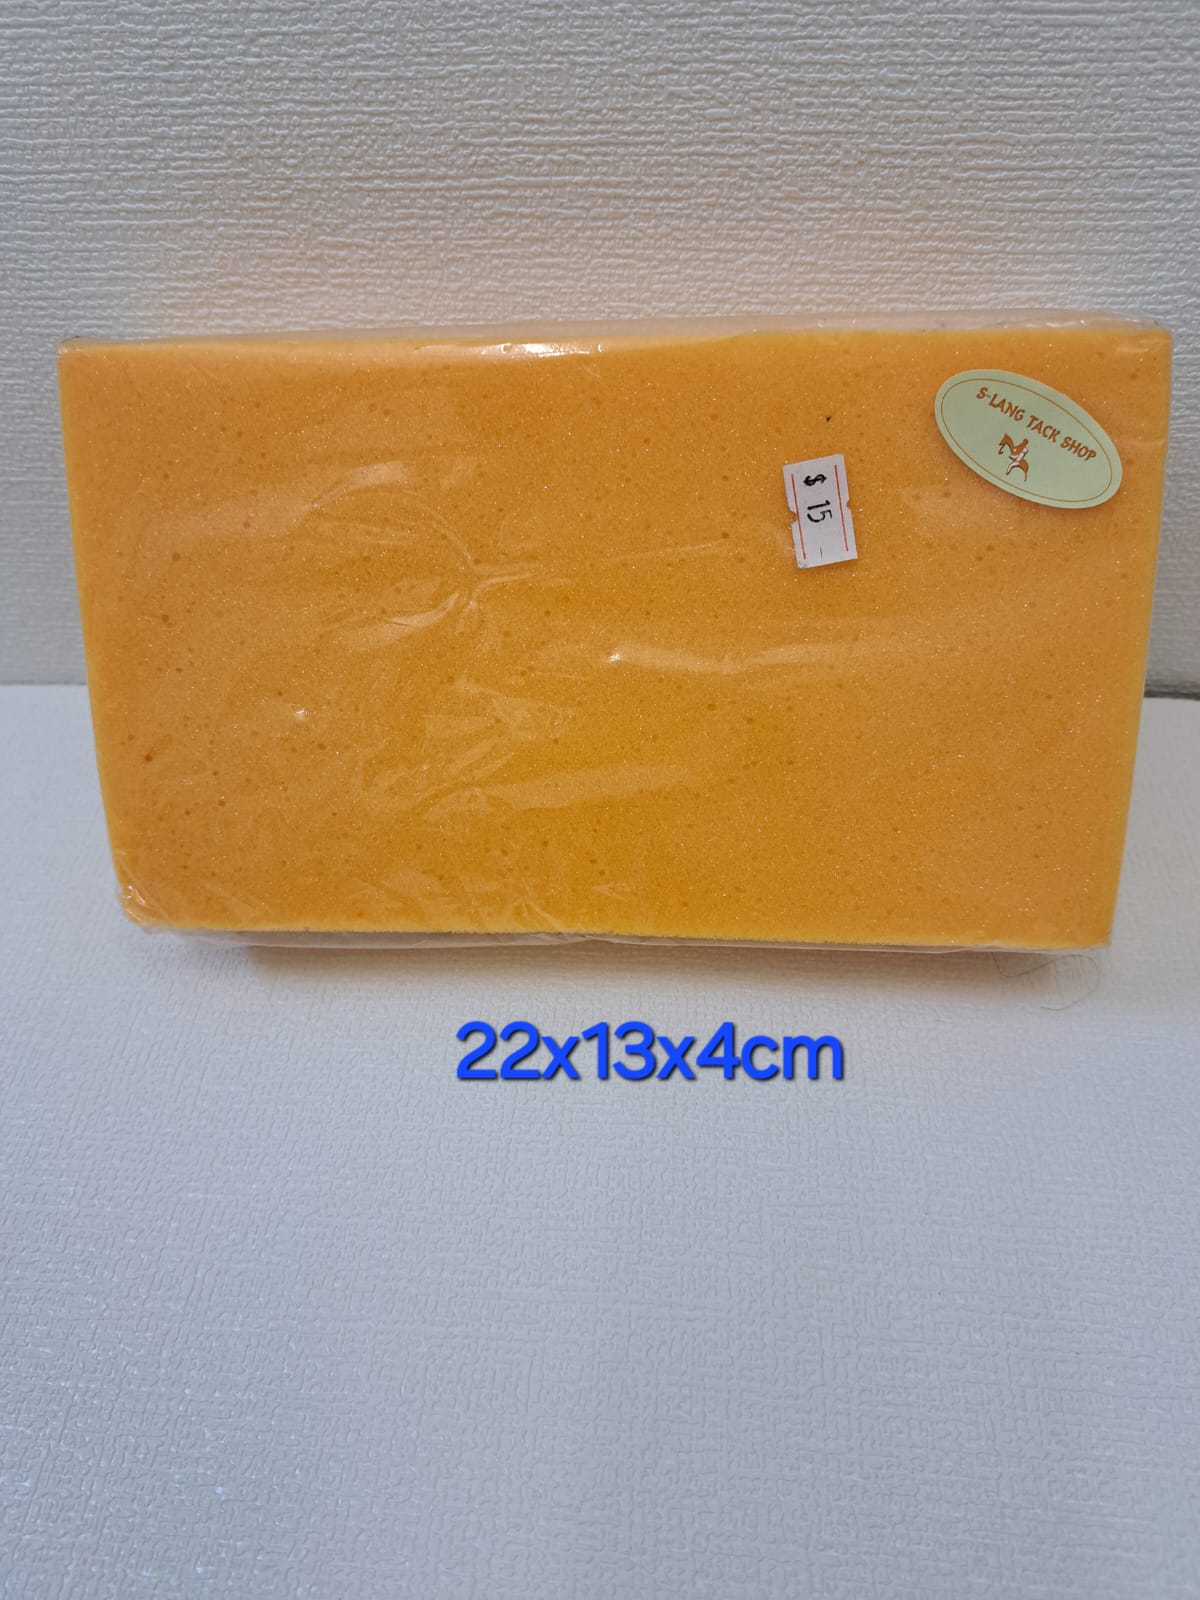 S-LANG TACK SHOP
$ 15
22x13x4cm